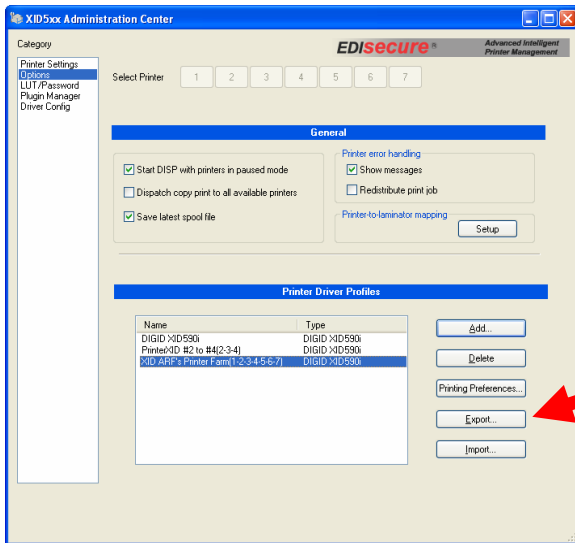 XID5xx Administration Center
Category
EDIsecure®
Advanced Intelligent
Printer Management
Printer Settings
Options
LUT/Password
Plugin Manager
Driver Config
Select Printer 1 2 3 4 5 6 7
General
Start DISP with printers in paused mode
Dispatch copy print to all available printers
Save latest spool file
Printer error handling
Show messages
Redistribute print job
Printer-to-laminator mapping
Setup
Printer Driver Profiles
Name Type
DIGID XID590i DIGID XID590i
PrinterXID #2 to #4(2-3-4) DIGID XID590i
XID ARF's Printer Farm(1-2-3-4-5-6-7) DIGID XID590i
Add...
Delete
Printing Preferences...
Export...
Import...